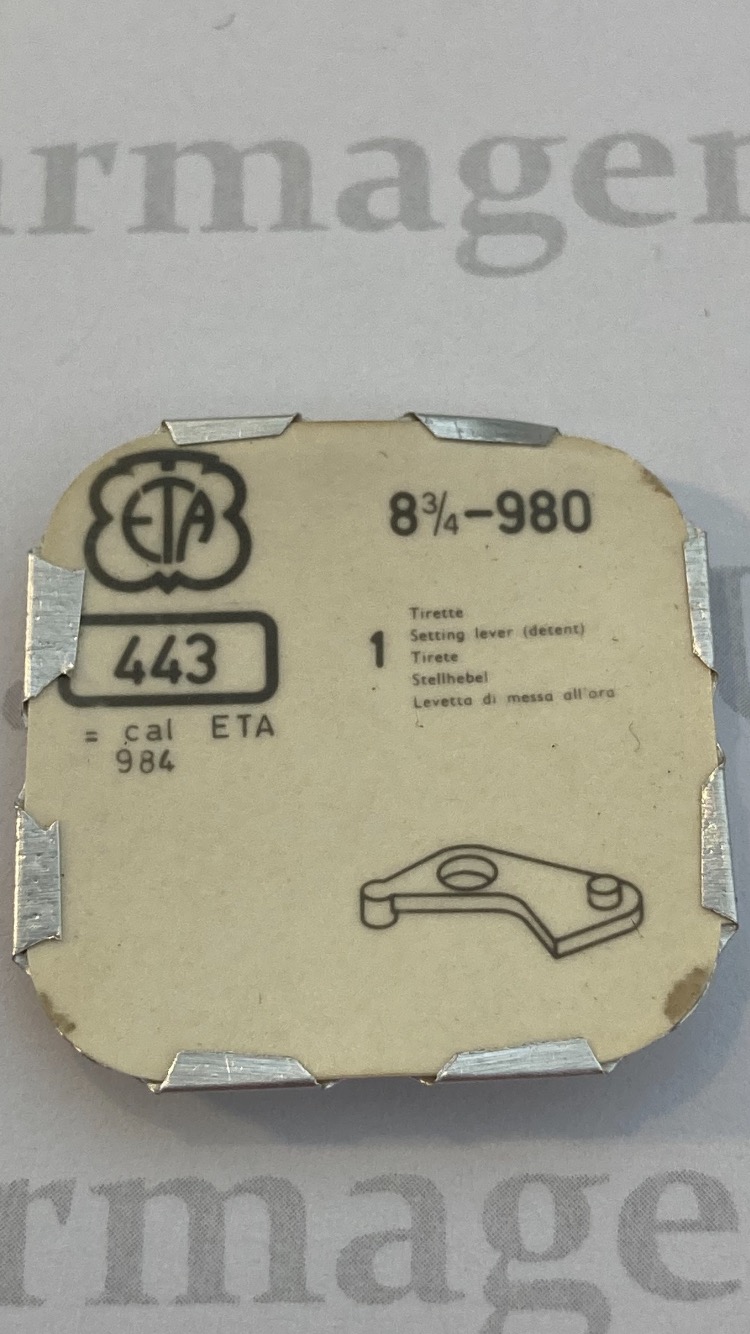 armagen
ETA
8¾-980
443
= cal ETA
984
1
Tirette
Setting lever (detent)
Tirete
Stellhebel
Levetta di messa all'ora
rmage